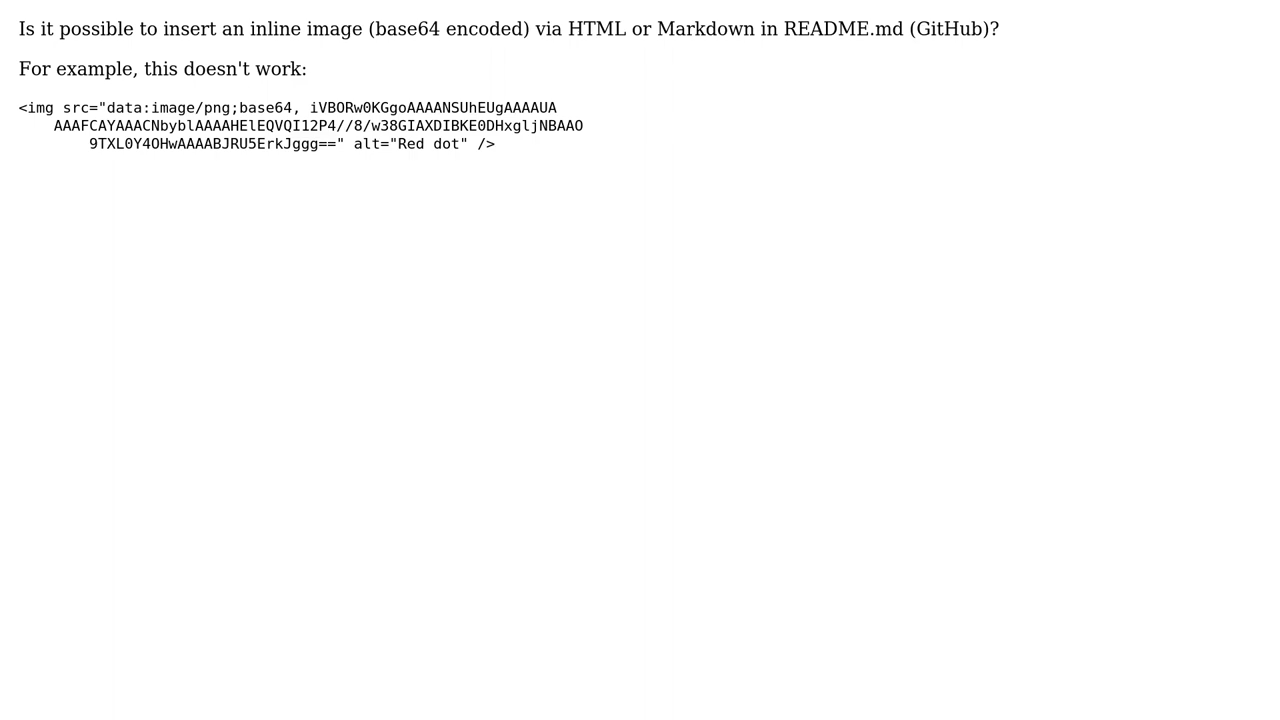 Is it possible to insert an inline image (base64 encoded) via HTML or Markdown in README.md (GitHub)?
For example, this doesn't work:
<img src="data:image/png;base64, iVBORw0KGgoAAAANSUhEUgAAAAUA
    AAAFCAYAAACNbyblAAAAHElEQVQI12P4//8/w38GIAXDIBKE0DHxgljNBAAO
        9TXL0Y4OHwAAAABJRU5ErkJggg==" alt="Red dot" />